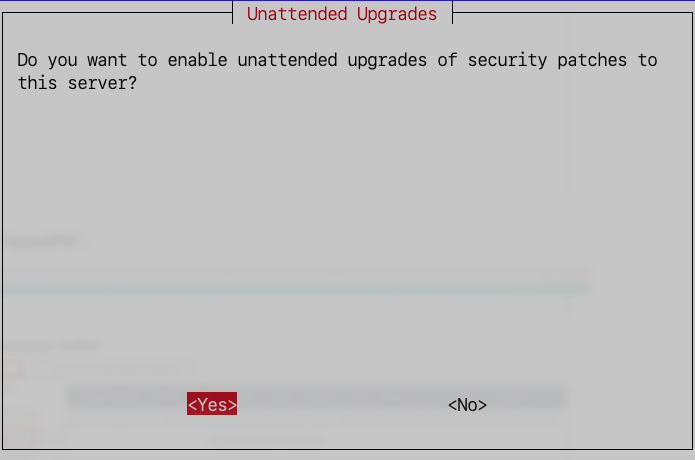 Unattended Upgrades
Do you want to enable unattended upgrades of security patches to
this server?
<Yes> <No>